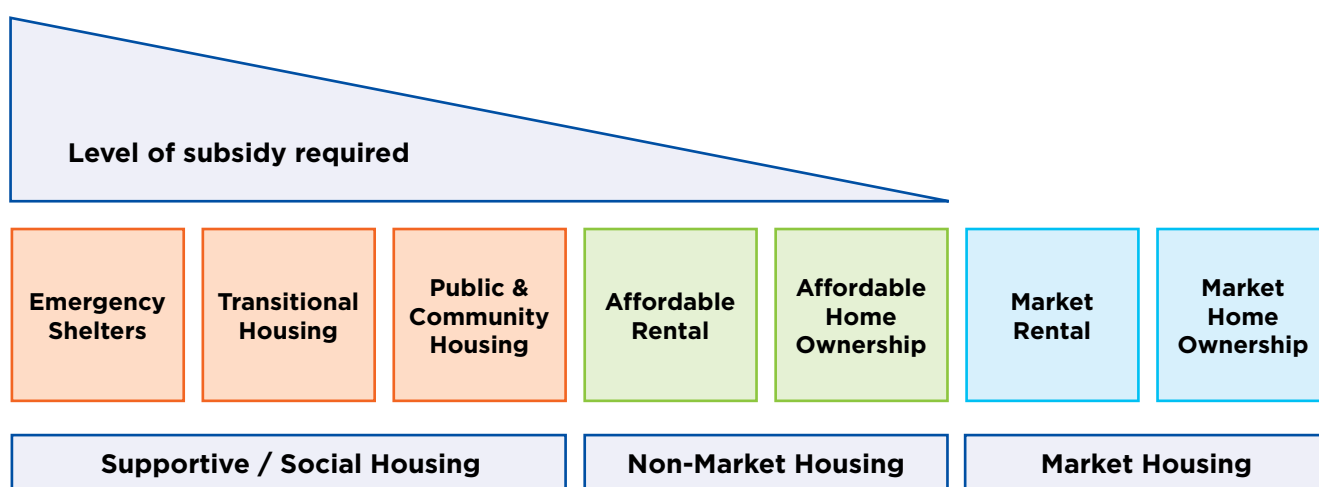 Level of subsidy required
Emergency
Shelters
Transitional
Housing
Public &
Community
Housing
Affordable
Rental
Affordable
Home
Ownership
Market
Rental
Market
Home
Ownership
Supportive / Social Housing
Non-Market Housing
Market Housing